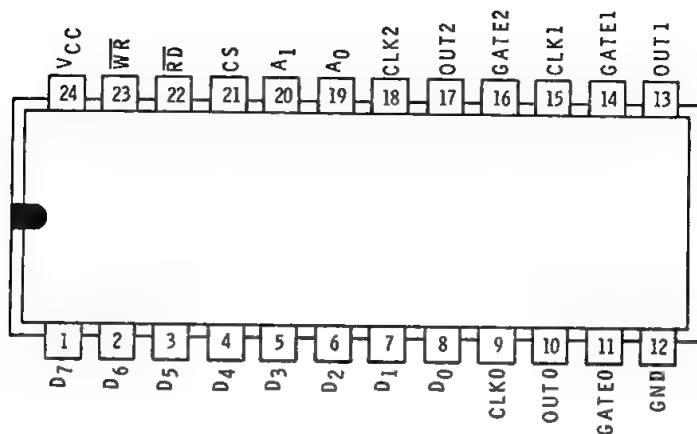 VCC WR RD CS A1 A0 CLK2 OUT2 GATE2 CLK1 GATE1 OUT1
24 23 22 21 20 19 18 17 16 15 14 13
1 2 3 4 5 6 7 8 9 10 11 12
D7 D6 D5 D4 D3 D2 D1 D0 CLK0 OUT0 GATE0 GND